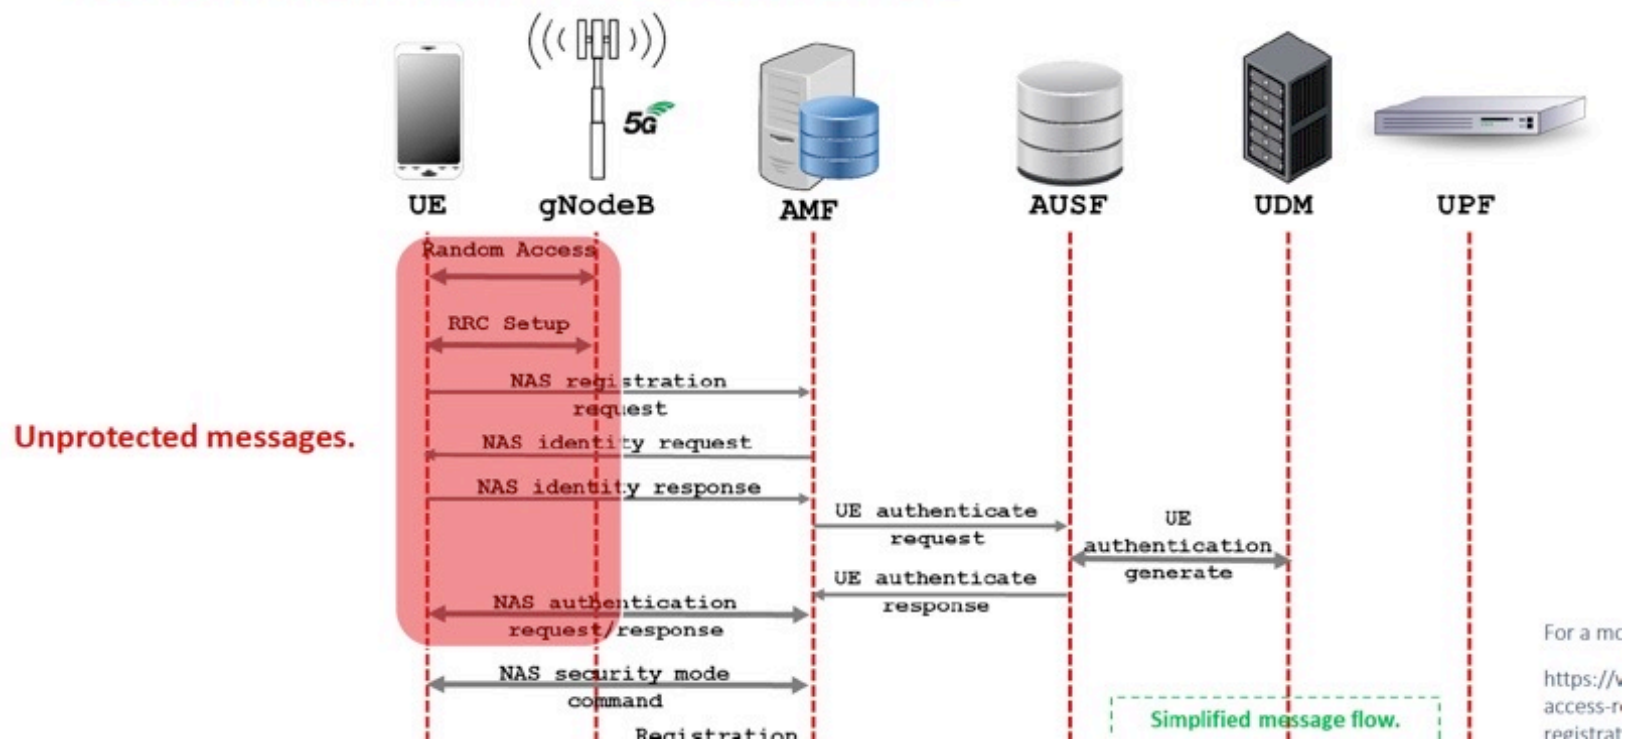 5G
UE
gNodeB
AMF
AUSF
UDM
UPF
Random Access
RRC Setup
NAS registration
request
Unprotected messages.
NAS identity request
NAS identity response
UE authenticate
request
UE
authentication
generate
UE authenticate
response
NAS authentication
request/response
For a mo
NAS security mode
command
https://v
access-r
Simplified message flow.
Registration
registrat